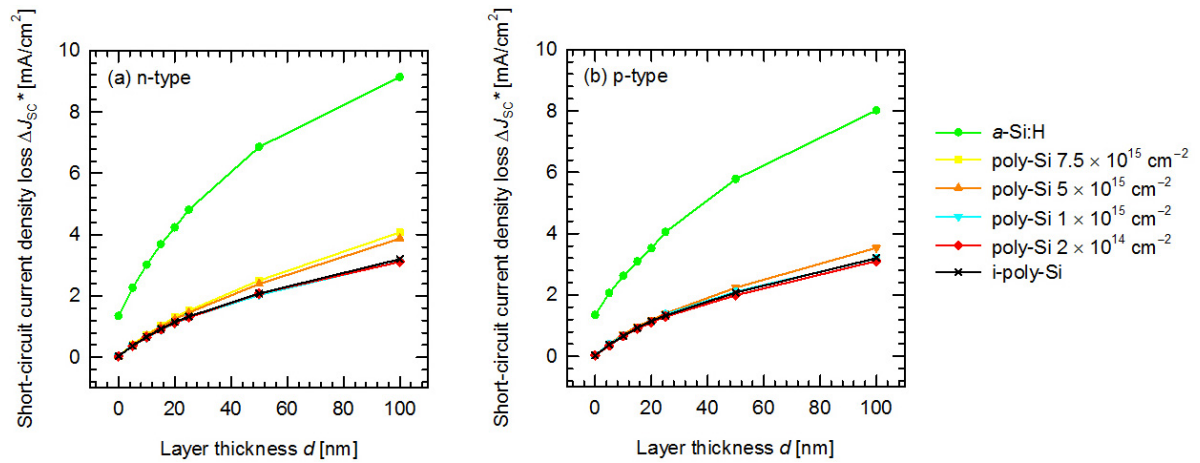 Short-circuit current density loss ΔJSC* [mA/cm²]
(a) n-type
10
8
6
4
2
0
0 20 40 60 80 100
Layer thickness d [nm]
Short-circuit current density loss ΔJSC* [mA/cm²]
(b) p-type
10
8
6
4
2
0
0 20 40 60 80 100
Layer thickness d [nm]
a-Si:H
poly-Si 7.5 × 10¹⁵ cm⁻²
poly-Si 5 × 10¹⁵ cm⁻²
poly-Si 1 × 10¹⁵ cm⁻²
poly-Si 2 × 10¹⁴ cm⁻²
i-poly-Si